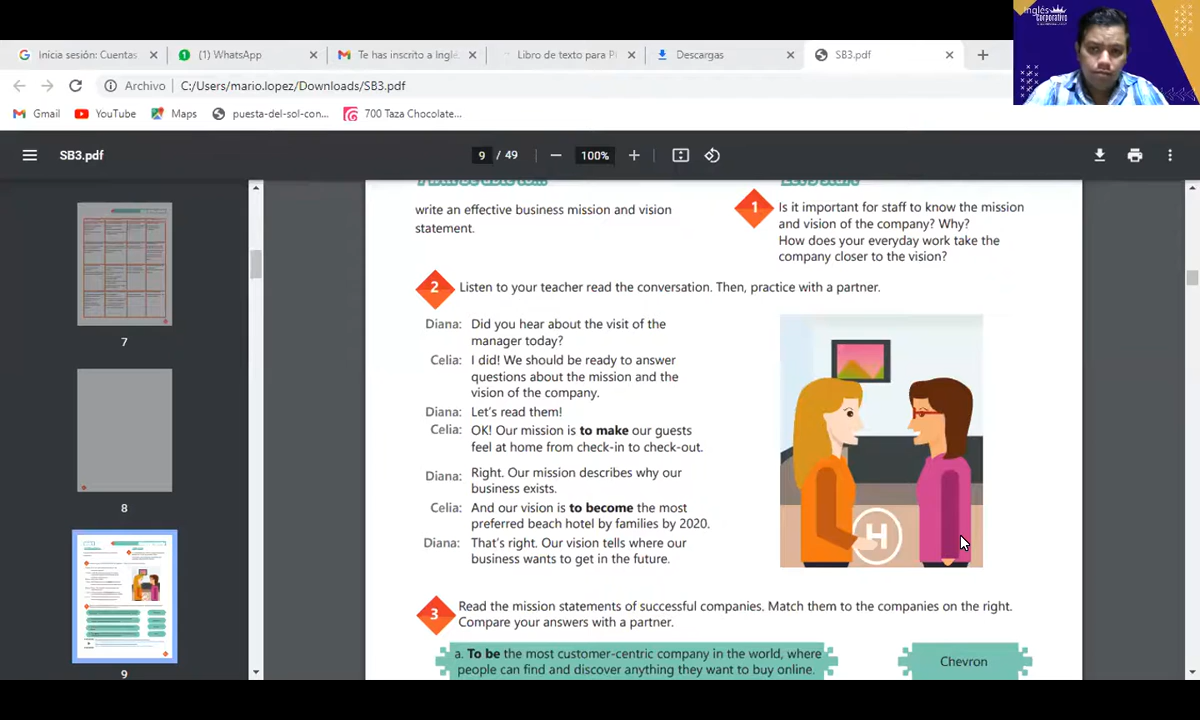 Inglés
corporativo
Inicia sesión: Cuentas
(1) WhatsApp
Te has inscrito a Inglé
Libro de texto para Pl
Descargas
SB3.pdf
Archivo
C:/Users/mario.lopez/Downloads/SB3.pdf
Gmail
YouTube
Maps
puesta-del-sol-con...
700 Taza Chocolate...
SB3.pdf
9 / 49
100%
write an effective business mission and vision
statement.
1
Is it important for staff to know the mission
and vision of the company? Why?
How does your everyday work take the
company closer to the vision?
2
Listen to your teacher read the conversation. Then, practice with a partner.
Diana: Did you hear about the visit of the
manager today?
Celia: I did! We should be ready to answer
questions about the mission and the
vision of the company.
Diana: Let's read them!
Celia: OK! Our mission is to make our guests
feel at home from check-in to check-out.
Diana: Right. Our mission describes why our
business exists.
Celia: And our vision is to become the most
preferred beach hotel by families by 2020.
Diana: That's right. Our vision tells where our
business wants to get in the future.
H
3
Read the mission statements of successful companies. Match them to the companies on the right.
Compare your answers with a partner.
a. To be the most customer-centric company in the world, where
people can find and discover anything they want to buy online.
Chevron
7
8
9